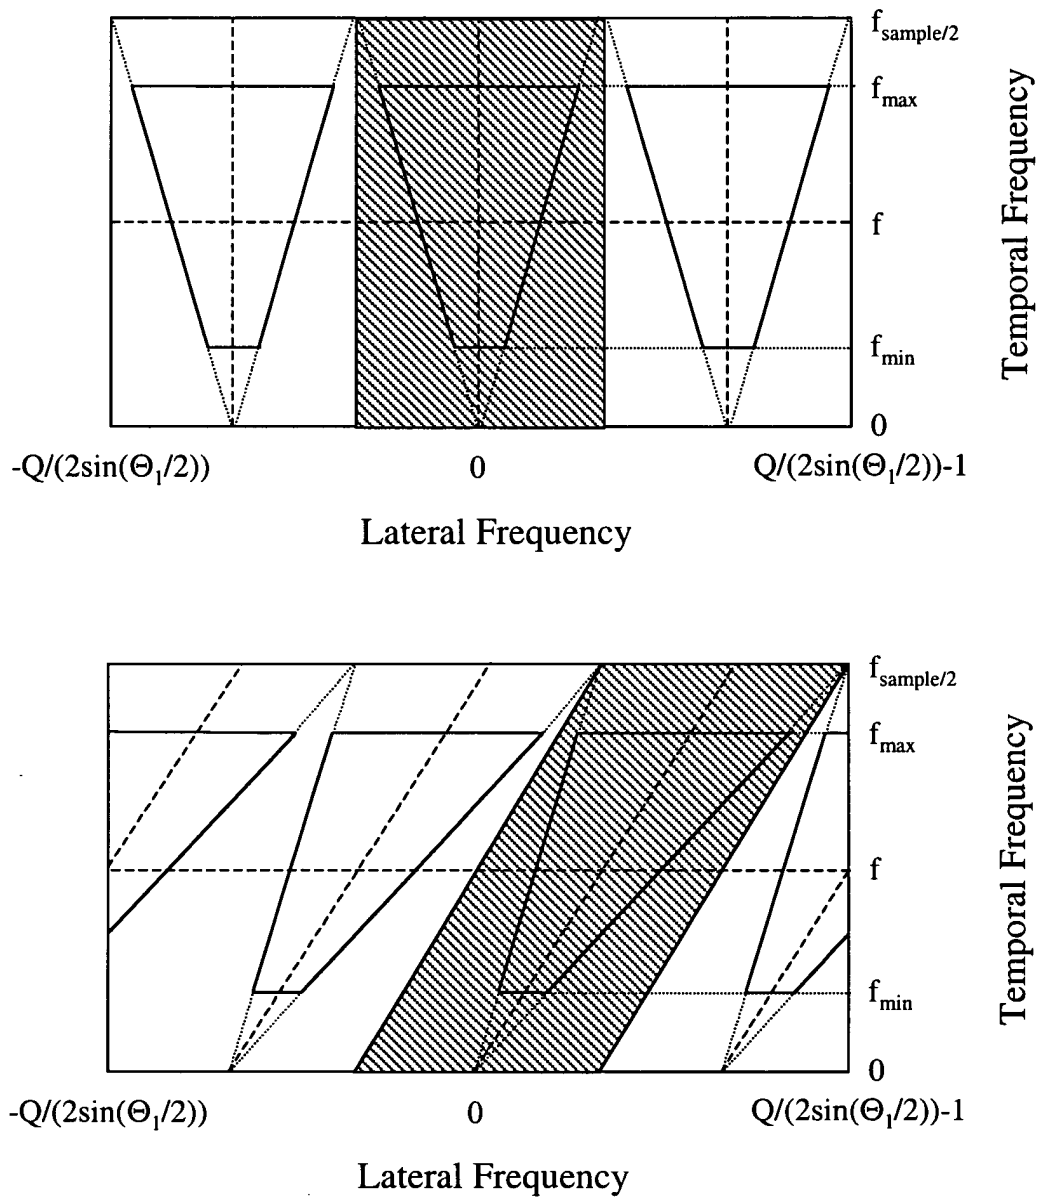 f_sample/2
f_max
f
f_min
0
Temporal Frequency
-Q/(2sin(Θ_1/2))
0
Q/(2sin(Θ_1/2))-1
Lateral Frequency
f_sample/2
f_max
f
f_min
0
Temporal Frequency
-Q/(2sin(Θ_1/2))
0
Q/(2sin(Θ_1/2))-1
Lateral Frequency